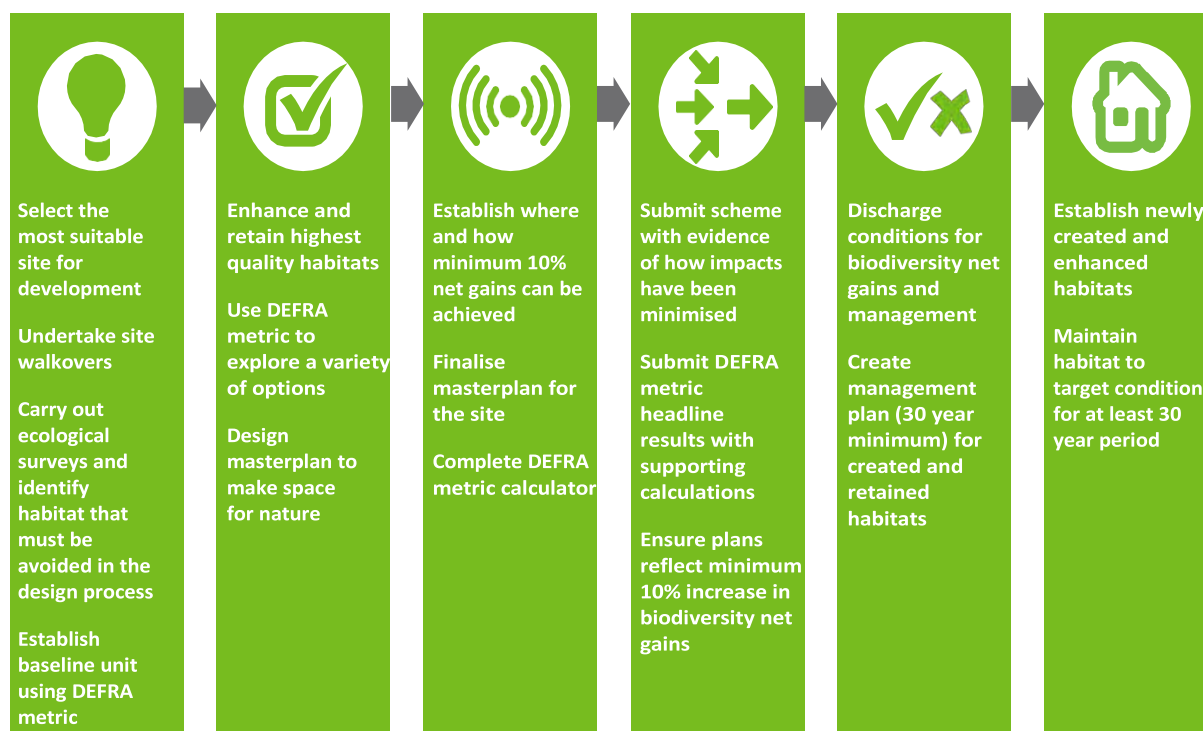 Select the
most suitable
site for
development
Undertake site
walkovers
Carry out
ecological
surveys and
identify
habitat that
must be
avoided in the
design process
Establish
baseline unit
using DEFRA
metric
Enhance and
retain highest
quality habitats
Use DEFRA
metric to
explore a variety
of options
Design
masterplan to
make space
for nature
Establish where
and how
minimum 10%
net gains can be
achieved
Finalise
masterplan for
the site
Complete DEFRA
metric calculator
Submit scheme
with evidence
of how impacts
have been
minimised
Submit DEFRA
metric
headline
results with
supporting
calculations
Ensure plans
reflect minimum
10% increase in
biodiversity net
gains
Discharge
conditions for
biodiversity net
gains and
management
Create
management
plan (30 year
minimum) for
created and
retained
habitats
Establish newly
created and
enhanced
habitats
Maintain
habitat to
target condition
for at least 30
year period